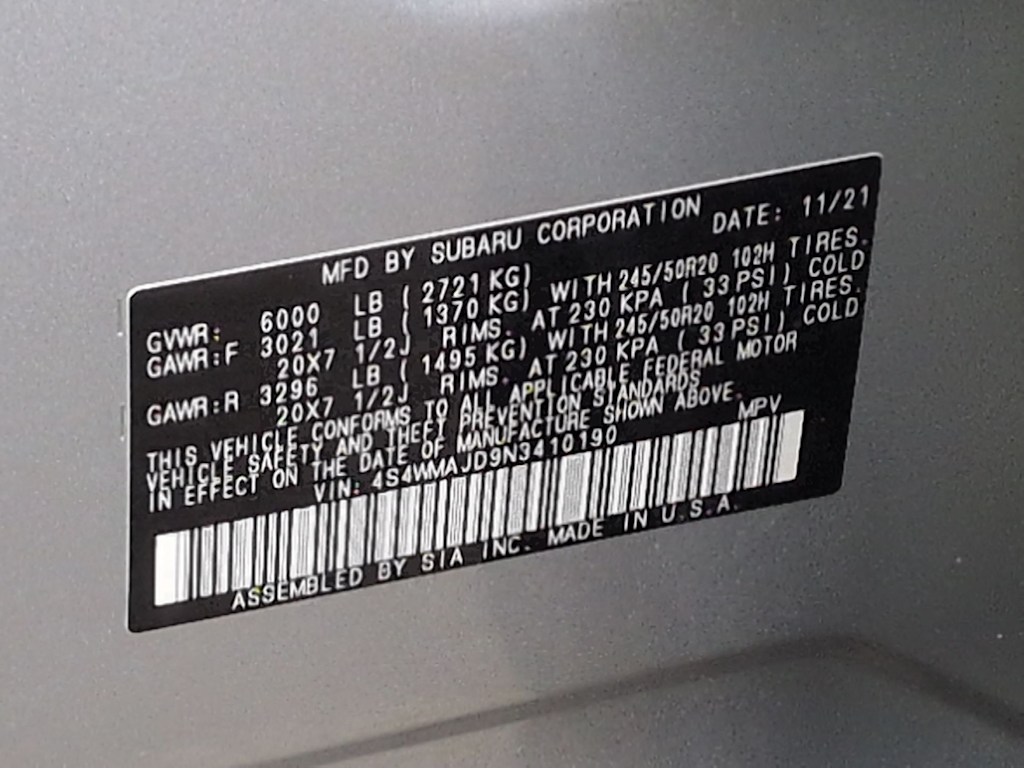 MFD BY SUBARU CORPORATION
DATE: 11/21
GVWR: 6000 LB ( 2721 KG)
GAWR:F 3021 LB ( 1370 KG) WITH 245/50R20 102H TIRES.
20X7 1/2J RIMS. AT 230 KPA ( 33 PSI) COLD
GAWR:R 3296 LB ( 1495 KG) WITH 245/50R20 102H TIRES.
20X7 1/2J RIMS. AT 230 KPA ( 33 PSI) COLD
THIS VEHICLE CONFORMS TO ALL APPLICABLE FEDERAL MOTOR
VEHICLE SAFETY AND THEFT PREVENTION STANDARDS
IN EFFECT ON THE DATE OF MANUFACTURE SHOWN ABOVE.
VIN: 4S4WMAJD9N3410190 MPV
ASSEMBLED BY SIA INC. MADE IN U.S.A.